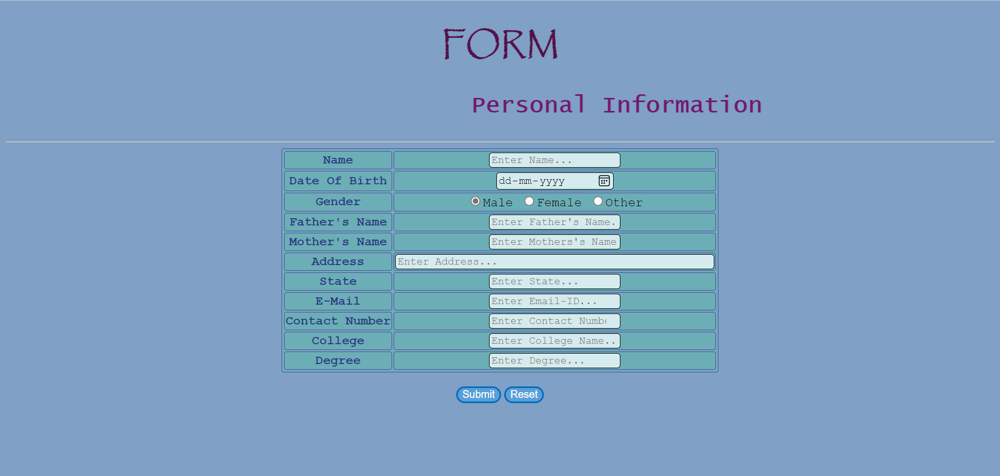 FORM
Personal Information
Name Enter Name...
Date Of Birth dd-mm-yyyy
Gender Male Female Other
Father's Name Enter Father's Name.
Mother's Name Enter Mothers's Name
Address Enter Address...
State Enter State...
E-Mail Enter Email-ID...
Contact Number Enter Contact Numbe
College Enter College Name..
Degree Enter Degree...
Submit Reset